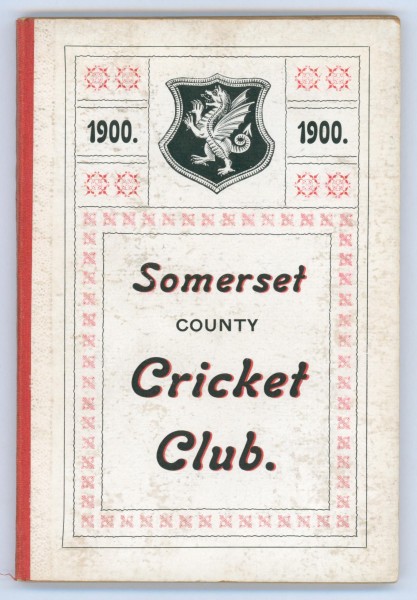 1900. 1900.
Somerset
COUNTY
Cricket
Club.